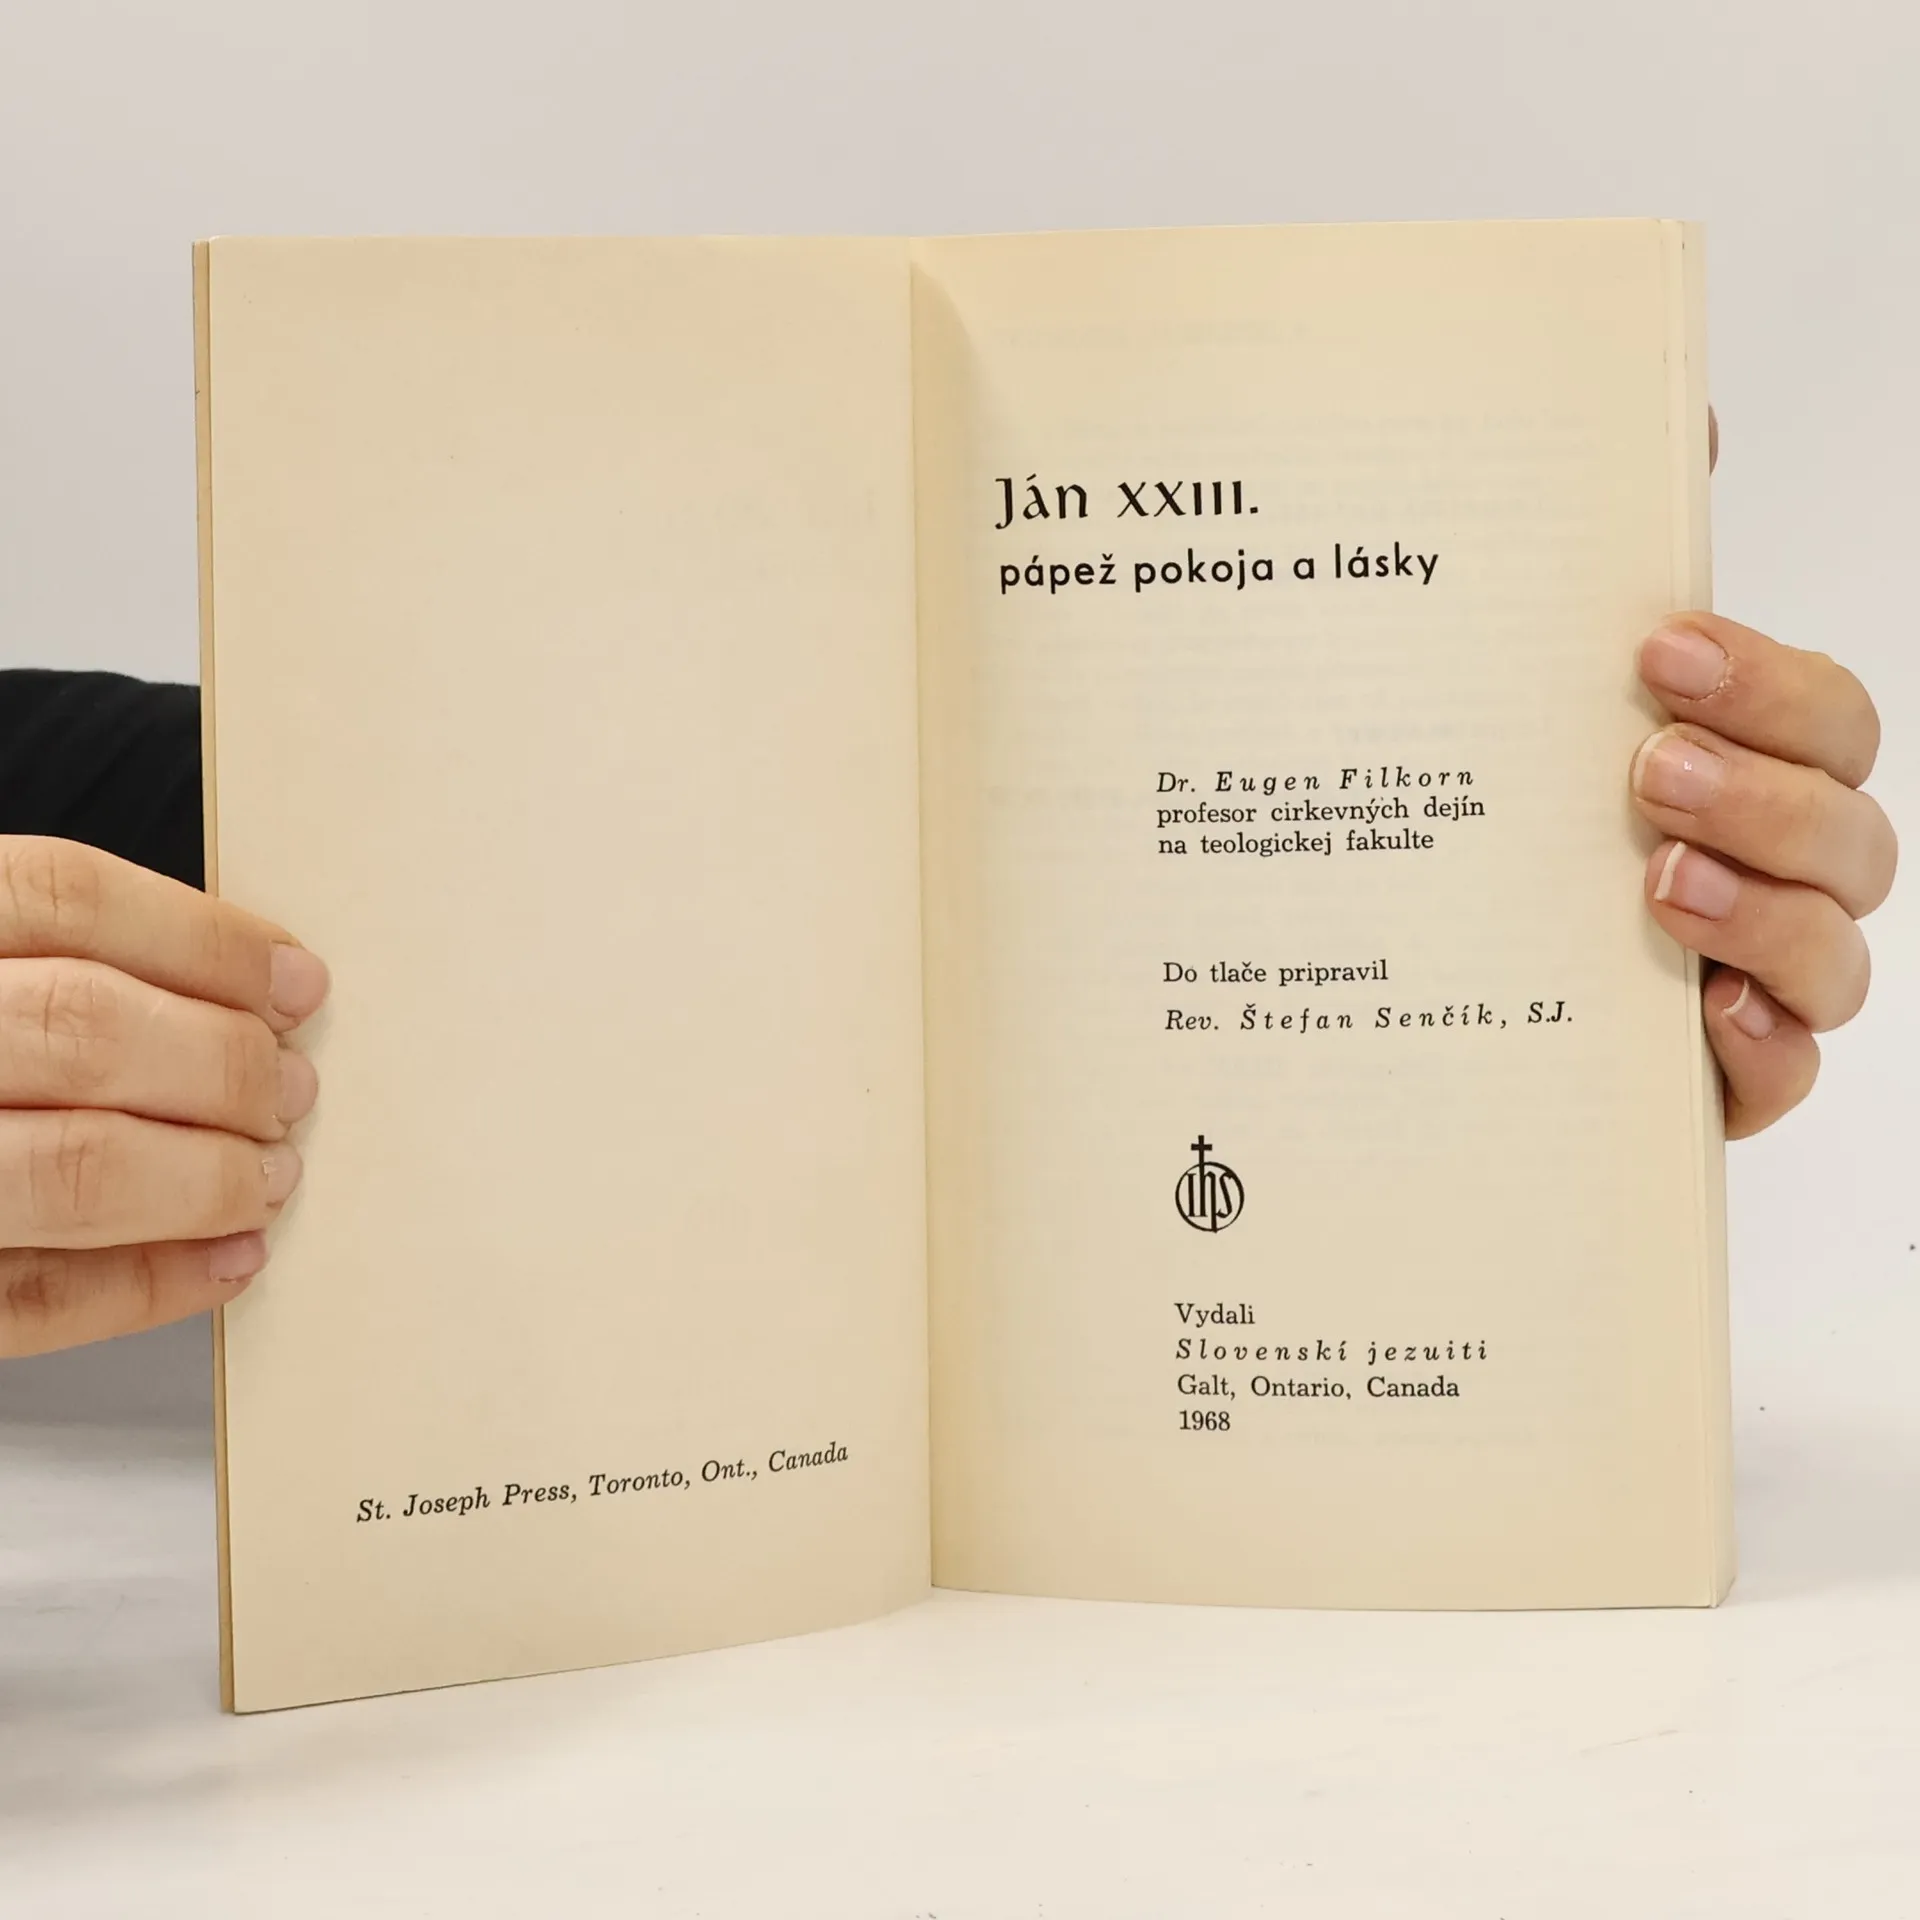 St. Joseph Press, Toronto, Ont., Canada
Ján XXIII.
pápež pokoja a lásky
Dr. Eugen Filkorn
profesor cirkevných dejín
na teologickej fakulte
Do tlače pripravil
Rev. Štefan Senčík, S.J.
ihs
Vydali
Slovenskí jezuiti
Galt, Ontario, Canada
1968